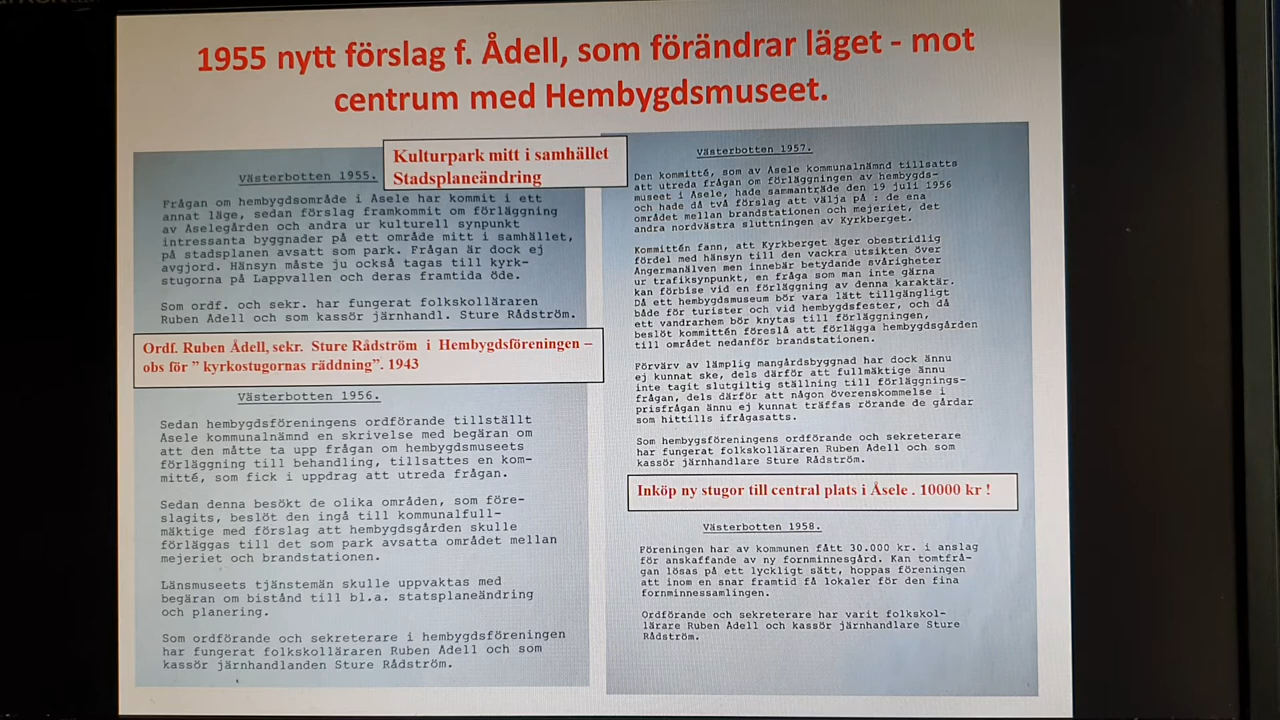 1955 nytt förslag f. Ådell, som förändrar läget - mot
centrum med Hembygdsmuseet.
Kulturpark mitt i samhället
Stadsplaneändring
Västerbotten 1955.
Frågan om hembygdsområde i Asele har kommit i ett
annat läge, sedan förslag framkommit om förläggning
av Aselegården och andra ur kulturell synpunkt
intressanta byggnader på ett område mitt i samhället,
på stadsplanen avsatt som park. Frågan är dock ej
avgjord. Hänsyn måste ju också tagas till kyrk-
stugorna på Lappvallen och deras framtida öde.
Som ordf. och sekr. har fungerat folkskolläraren
Ruben Adell och som kassör järnhandl. Sture Rådström.
Ordf. Ruben Ådell, sekr. Sture Rådström i Hembygdsföreningen –
obs för ” kyrkostugornas räddning”. 1943
Västerbotten 1956.
Sedan hembygdsföreningens ordförande tillställt
Asele kommunalnämnd en skrivelse med begäran om
att den måtte ta upp frågan om hembygdsmuseets
förläggning till behandling, tillsattes en kom-
mitté, som fick i uppdrag att utreda frågan.
Sedan denna besökt de olika områden, som före-
slagits, beslöt den ingå till kommunalfull-
mäktige med förslag att hembygdsgården skulle
förläggas till det som park avsatta området mellan
mejeriet och brandstationen.
Länsmuseets tjänstemän skulle uppvaktas med
begäran om bistånd till bl.a. statsplaneändring
och planering.
Som ordförande och sekreterare i hembygdsföreningen
har fungerat folkskolläraren Ruben Adell och som
kassör järnhandlanden Sture Rådström.
Västerbotten 1957.
Den kommitté, som av Asele kommunalnämnd tillsatts
att utreda frågan om förläggningen av hembygds-
museet i Asele, hade sammanträde den 19 juli 1956
och hade då två förslag att välja på : de ena
området mellan brandstationen och mejeriet, det
andra nordvästra sluttningen av Kyrkberget.
Kommittén fann, att Kyrkberget äger obestridlig
fördel med hänsyn till den vackra utsikten över
Angermanälven men innebär betydande svårigheter
ur trafiksynpunkt, en fråga som man inte gärna
kan förbise vid en förläggning av denna karaktär.
Då ett hembygdsmuseum bör vara lätt tillgängligt
både för turister och vid hembygdsfester, och då
ett vandrarhem bör knytas till förläggningen,
beslöt kommittén föreslå att förlägga hembygdsgården
till området nedanför brandstationen.
Förvärv av lämplig mangårdsbyggnad har dock ännu
ej kunnat ske, dels därför att fullmäktige ännu
inte tagit slutgiltig ställning till förläggnings-
frågan, dels därför att någon överenskommelse i
prisfrågan ännu ej kunnat träffas rörande de gårdar
som hittills ifrågasatts.
Som hembygsföreningens ordförande och sekreterare
har fungerat folkskolläraren Ruben Adell och som
kassör järnhandlare Sture Rådström.
Inköp ny stugor till central plats i Åsele . 10000 kr !
Västerbotten 1958.
Föreningen har av kommunen fått 30.000 kr. i anslag
för anskaffande av ny fornminnesgård. Kan tomtfrå-
gan lösas på ett lyckligt sätt, hoppas föreningen
att inom en snar framtid få lokaler för den fina
fornminnessamlingen.
Ordförande och sekreterare har varit folkskol-
lärare Ruben Adell och kassör järnhandlare Sture
Rådström.